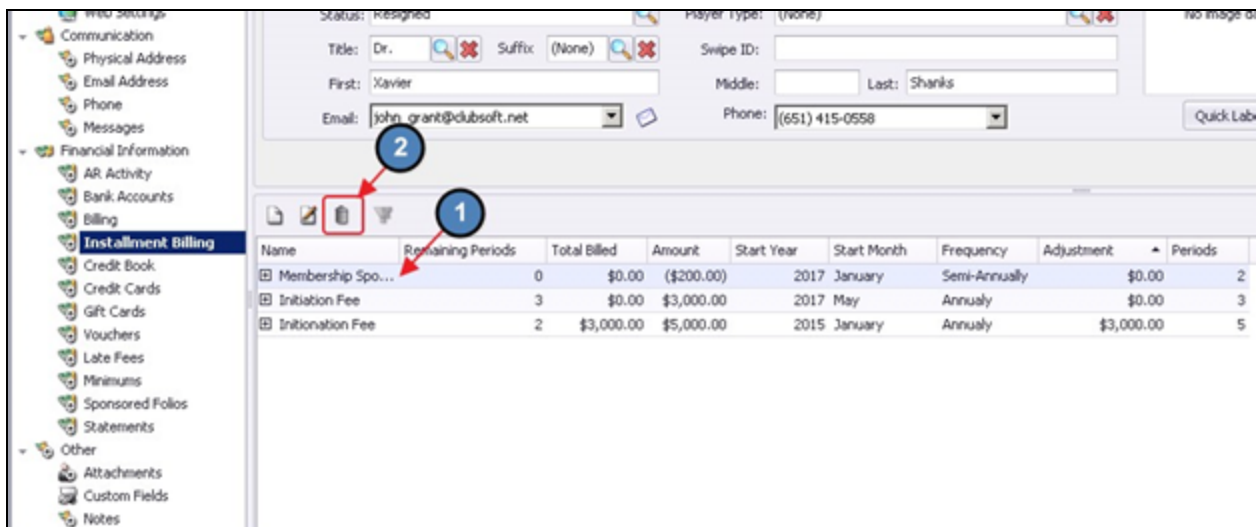 Web Settings
Communication
Physical Address
Email Address
Phone
Messages
Financial Information
AR Activity
Bank Accounts
Billing
Installment Billing
Credit Book
Credit Cards
Gift Cards
Vouchers
Late Fees
Minimums
Sponsored Folios
Statements
Other
Attachments
Custom Fields
Notes
Status: Resigned Player Type: (None) No image da
Title: Dr. Suffix (None) Swipe ID:
First: Xavier Middle: Last: Shanks
Email: john_grant@clubsoft.net Phone: (651) 415-0558 Quick Labe
2
1
Name Remaining Periods Total Billed Amount Start Year Start Month Frequency Adjustment Periods
Membership Spo... 0 $0.00 ($200.00) 2017 January Semi-Annually $0.00 2
Initiation Fee 3 $0.00 $3,000.00 2017 May Annualy $0.00 3
Initionation Fee 2 $3,000.00 $5,000.00 2015 January Annualy $3,000.00 5